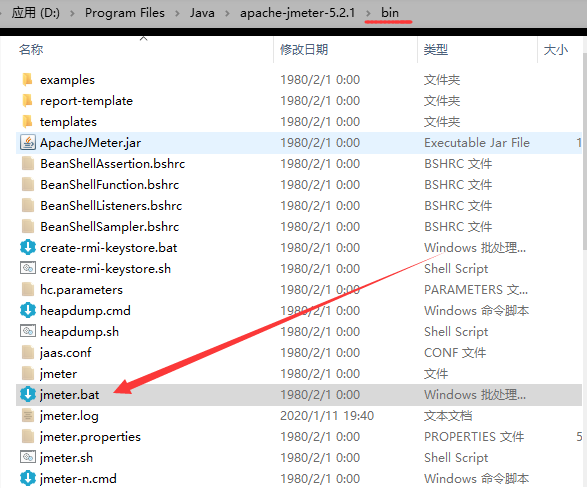 应用 (D:) › Program Files › Java › apache-jmeter-5.2.1 › bin
名称 修改日期 类型 大小
examples 1980/2/1 0:00 文件夹
report-template 1980/2/1 0:00 文件夹
templates 1980/2/1 0:00 文件夹
ApacheJMeter.jar 1980/2/1 0:00 Executable Jar File 1
BeanShellAssertion.bshrc 1980/2/1 0:00 BSHRC 文件
BeanShellFunction.bshrc 1980/2/1 0:00 BSHRC 文件
BeanShellListeners.bshrc 1980/2/1 0:00 BSHRC 文件
BeanShellSampler.bshrc 1980/2/1 0:00 BSHRC 文件
create-rmi-keystore.bat 1980/2/1 0:00 Windows 批处理...
create-rmi-keystore.sh 1980/2/1 0:00 Shell Script
hc.parameters 1980/2/1 0:00 PARAMETERS 文...
heapdump.cmd 1980/2/1 0:00 Windows 命令脚本
heapdump.sh 1980/2/1 0:00 Shell Script
jaas.conf 1980/2/1 0:00 CONF 文件
jmeter 1980/2/1 0:00 文件
jmeter.bat 1980/2/1 0:00 Windows 批处理...
jmeter.log 2020/1/11 19:40 文本文档
jmeter.properties 1980/2/1 0:00 PROPERTIES 文件 5
jmeter.sh 1980/2/1 0:00 Shell Script
jmeter-n.cmd 1980/2/1 0:00 Windows 命令脚本